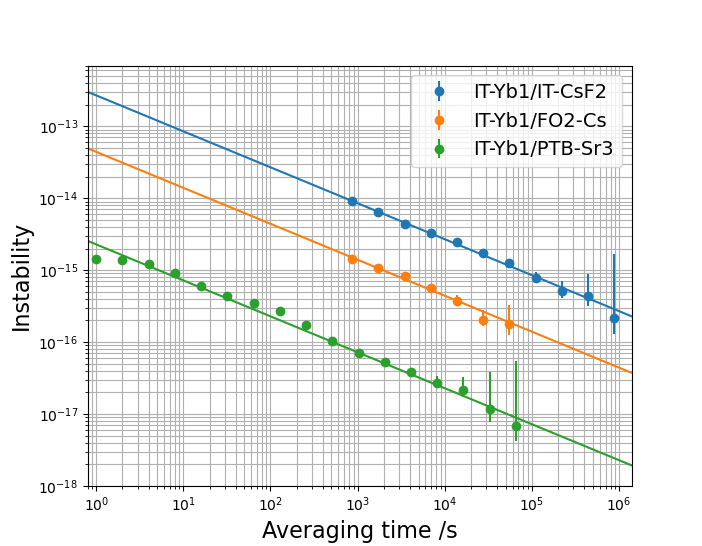 IT-Yb1/IT-CsF2
IT-Yb1/FO2-Cs
IT-Yb1/PTB-Sr3
Instability
10⁻¹³
10⁻¹⁴
10⁻¹⁵
10⁻¹⁶
10⁻¹⁷
10⁻¹⁸
10⁰ 10¹ 10² 10³ 10⁴ 10⁵ 10⁶
Averaging time /s